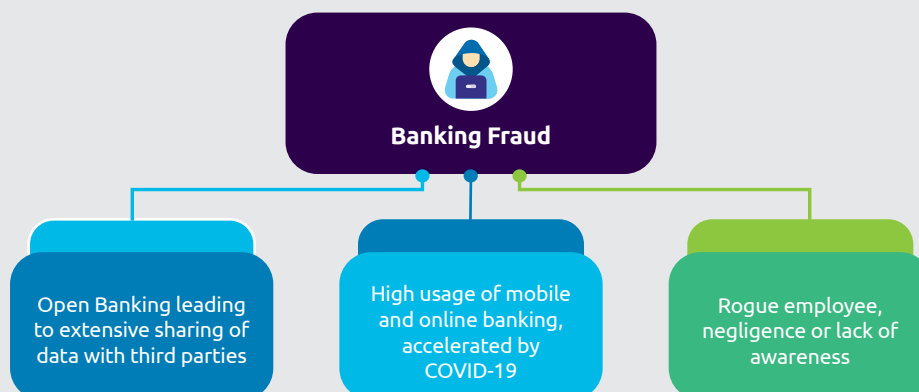 Banking Fraud
Open Banking leading
to extensive sharing of
data with third parties
High usage of mobile
and online banking,
accelerated by
COVID-19
Rogue employee,
negligence or lack of
awareness